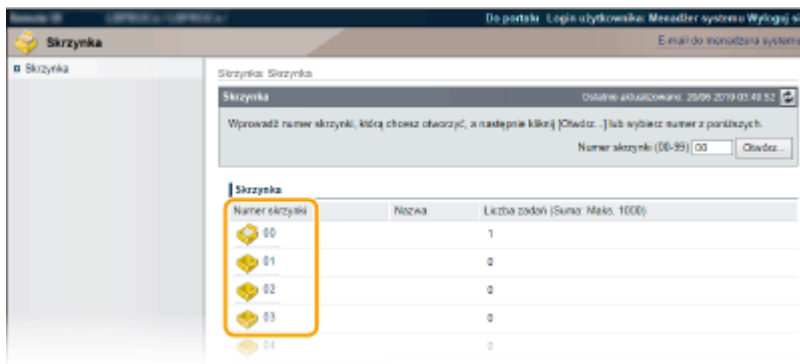 Do portalu Login użytkownika: Menedżer systemu Wyloguj si
Skrzynka
E-mail do menedżera systemu
Skrzynka
Skrzynka: Skrzynka
Skrzynka
Ostatnio aktualizowano: 20/06 2019 03:40:52
Wprowadź numer skrzynki, którą chcesz otworzyć, a następnie kliknij [Otwórz...] lub wybierz numer z poniższych.
Numer skrzynki (00-99) 00 Otwórz...
Skrzynka
Numer skrzynki Nazwa Liczba zadań (Suma: Maks. 1000)
00 1
01 0
02 0
03 0
04 0